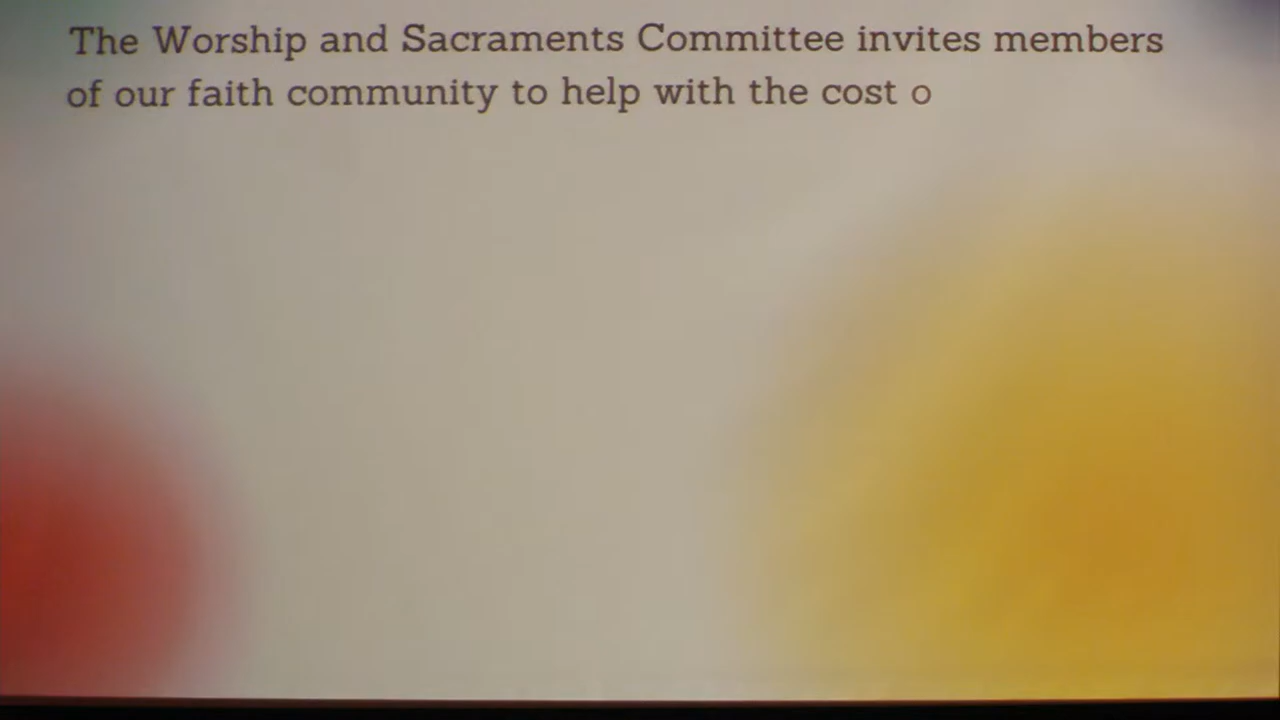 The Worship and Sacraments Committee invites members
of our faith community to help with the cost o